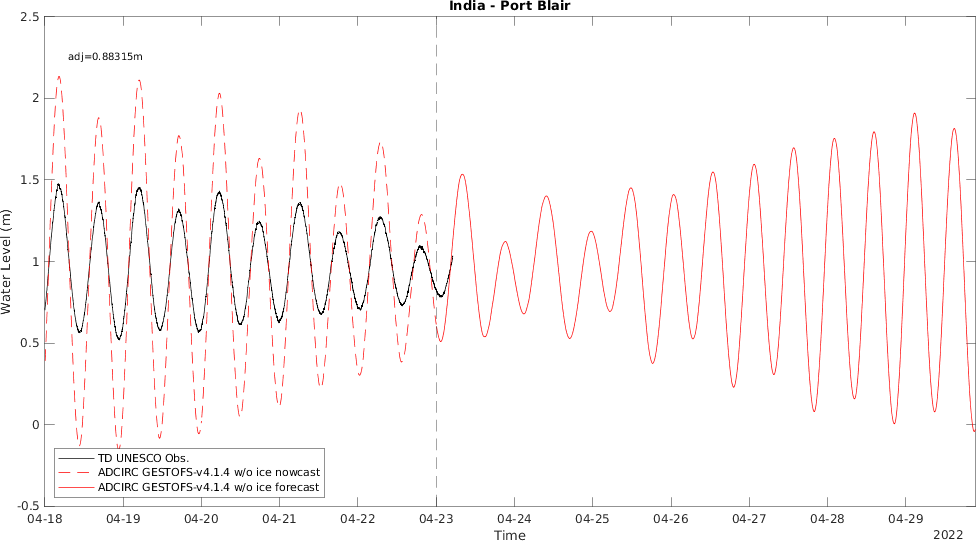 India - Port Blair
2.5
adj=0.88315m
2
1.5
Water Level (m)
1
0.5
0
TD UNESCO Obs.
ADCIRC GESTOFS-v4.1.4 w/o ice nowcast
ADCIRC GESTOFS-v4.1.4 w/o ice forecast
-0.5
04-18 04-19 04-20 04-21 04-22 04-23 04-24 04-25 04-26 04-27 04-28 04-29
Time
2022